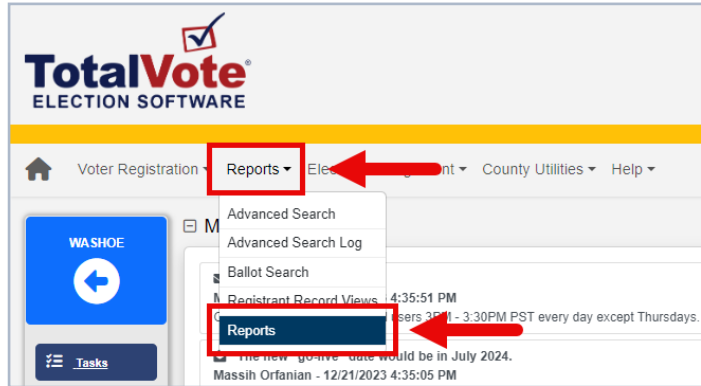 TotalVote®
ELECTION SOFTWARE
Voter Registration Reports County Utilities Help
Advanced Search
Advanced Search Log
Ballot Search
Registrant Record Views
Reports
WASHOE
Tasks
4:35:51 PM
users 3PM - 3:30PM PST every day except Thursdays.
The new "go-live" date would be in July 2024.
Massih Orfanian - 12/21/2023 4:35:05 PM